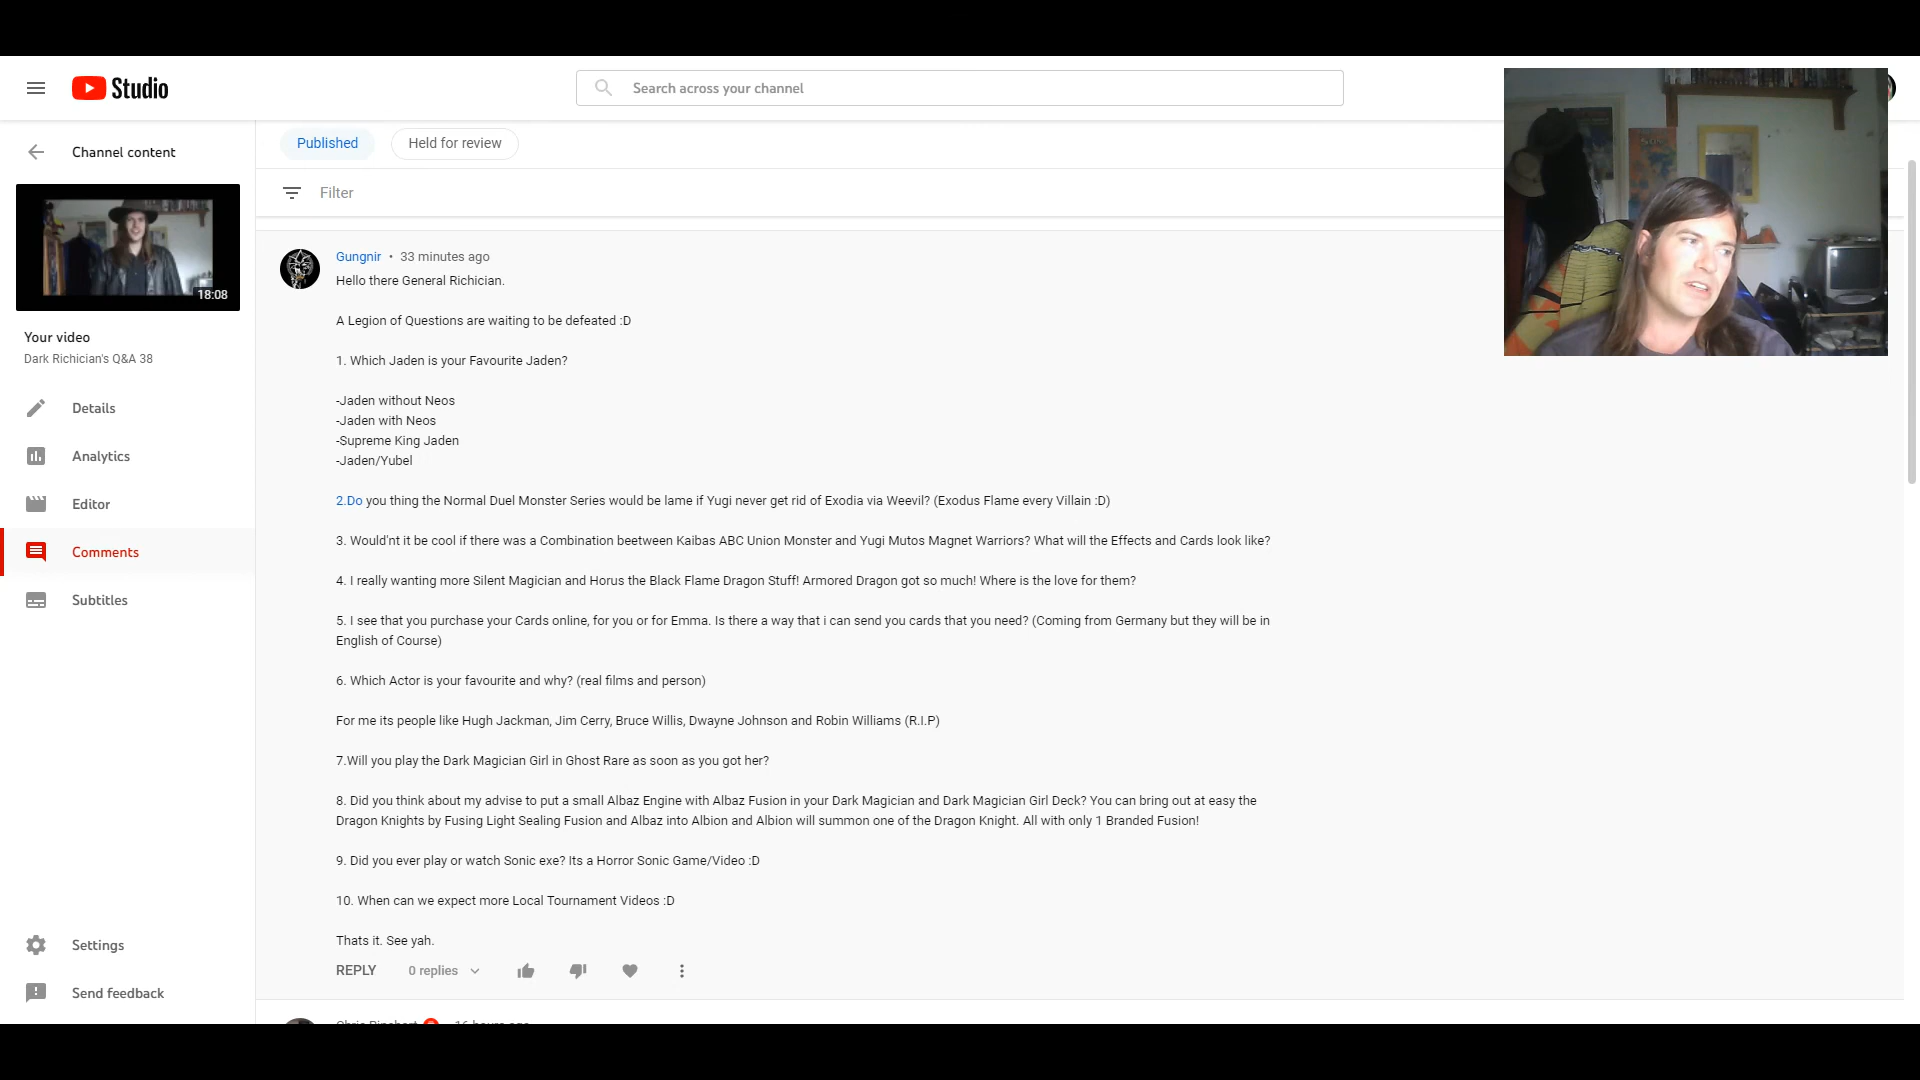 Studio
Search across your channel
Channel content
18:08
Your video
Dark Richician's Q&A 38
Details
Analytics
Editor
Comments
Subtitles
Settings
Send feedback
Published
Held for review
Filter
Gungnir • 33 minutes ago
Hello there General Richician.
A Legion of Questions are waiting to be defeated :D
1. Which Jaden is your Favourite Jaden?
-Jaden without Neos
-Jaden with Neos
-Supreme King Jaden
-Jaden/Yubel
2.Do you thing the Normal Duel Monster Series would be lame if Yugi never get rid of Exodia via Weevil? (Exodus Flame every Villain :D)
3. Would'nt it be cool if there was a Combination beetween Kaibas ABC Union Monster and Yugi Mutos Magnet Warriors? What will the Effects and Cards look like?
4. I really wanting more Silent Magician and Horus the Black Flame Dragon Stuff! Armored Dragon got so much! Where is the love for them?
5. I see that you purchase your Cards online, for you or for Emma. Is there a way that i can send you cards that you need? (Coming from Germany but they will be in
English of Course)
6. Which Actor is your favourite and why? (real films and person)
For me its people like Hugh Jackman, Jim Cerry, Bruce Willis, Dwayne Johnson and Robin Williams (R.I.P)
7.Will you play the Dark Magician Girl in Ghost Rare as soon as you got her?
8. Did you think about my advise to put a small Albaz Engine with Albaz Fusion in your Dark Magician and Dark Magician Girl Deck? You can bring out at easy the
Dragon Knights by Fusing Light Sealing Fusion and Albaz into Albion and Albion will summon one of the Dragon Knight. All with only 1 Branded Fusion!
9. Did you ever play or watch Sonic exe? Its a Horror Sonic Game/Video :D
10. When can we expect more Local Tournament Videos :D
Thats it. See yah.
REPLY
0 replies